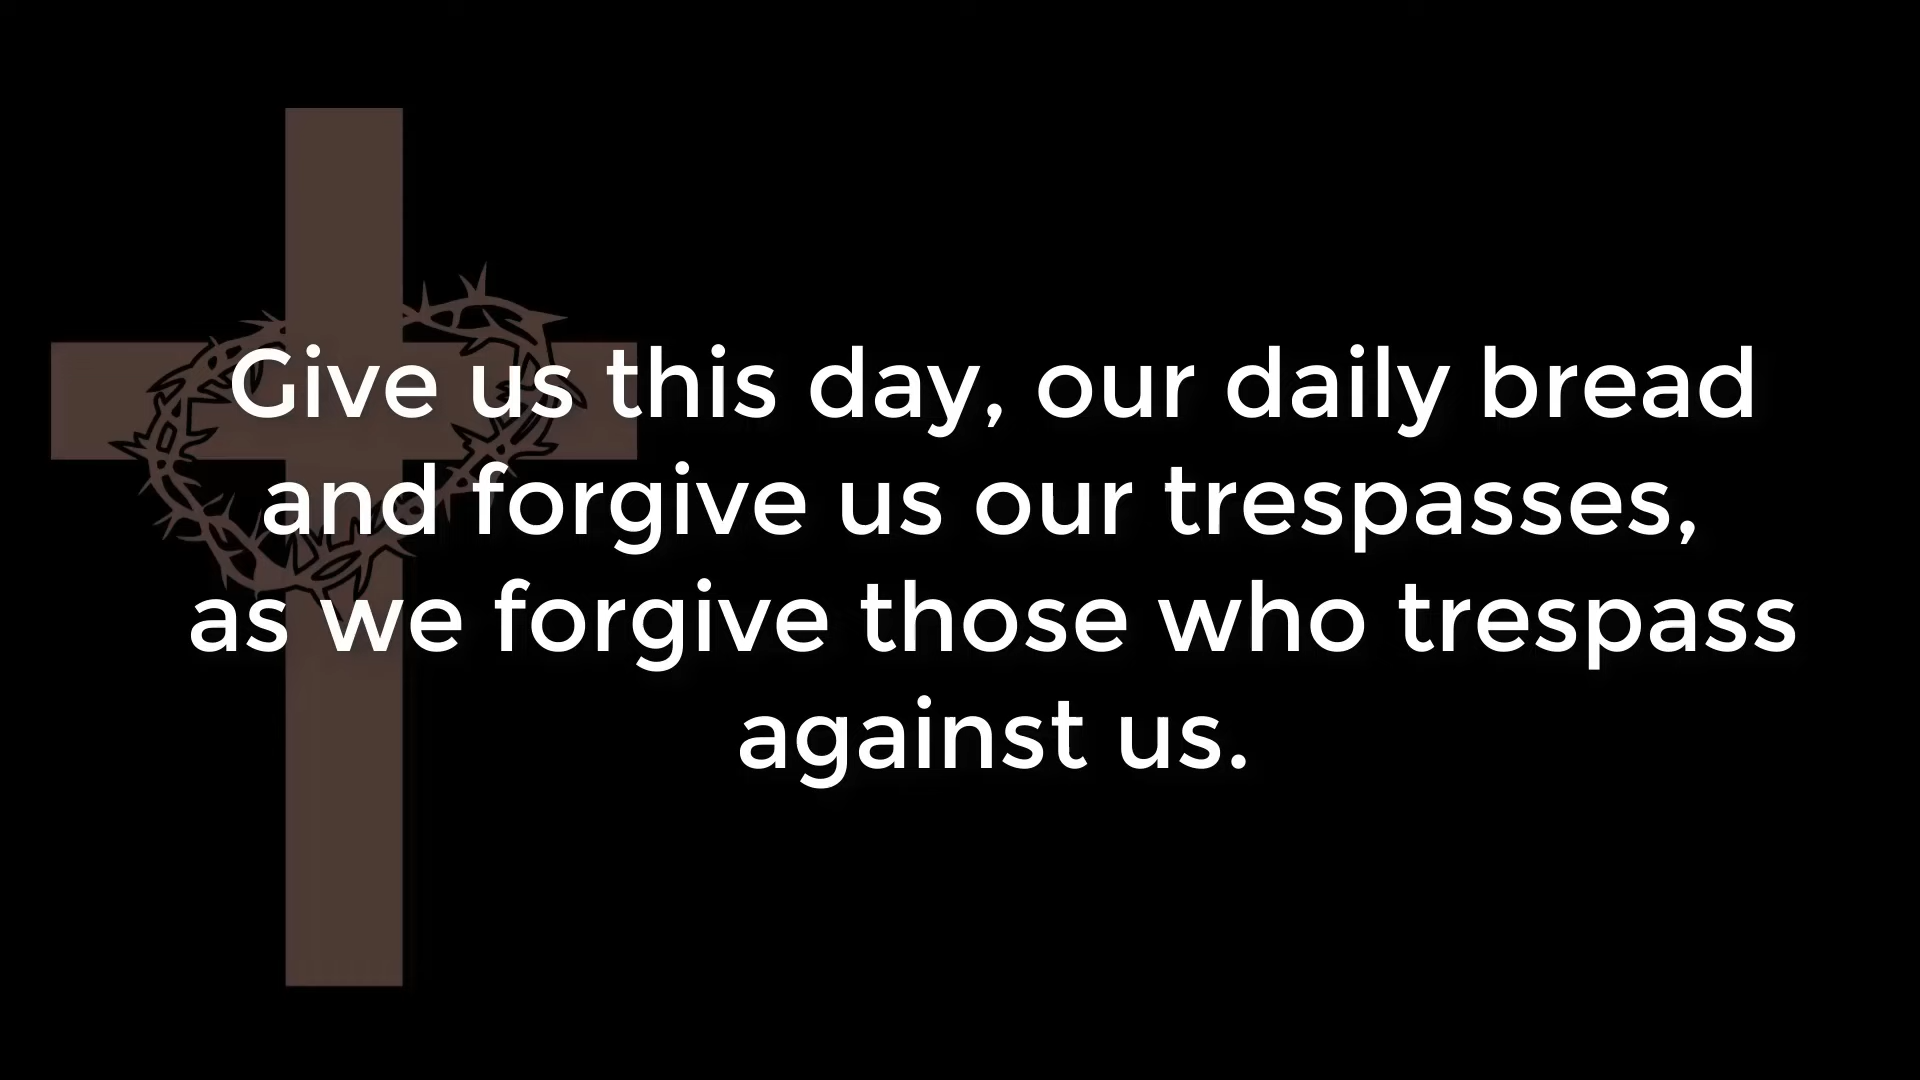 Give us this day, our daily bread
and forgive us our trespasses,
as we forgive those who trespass
against us.